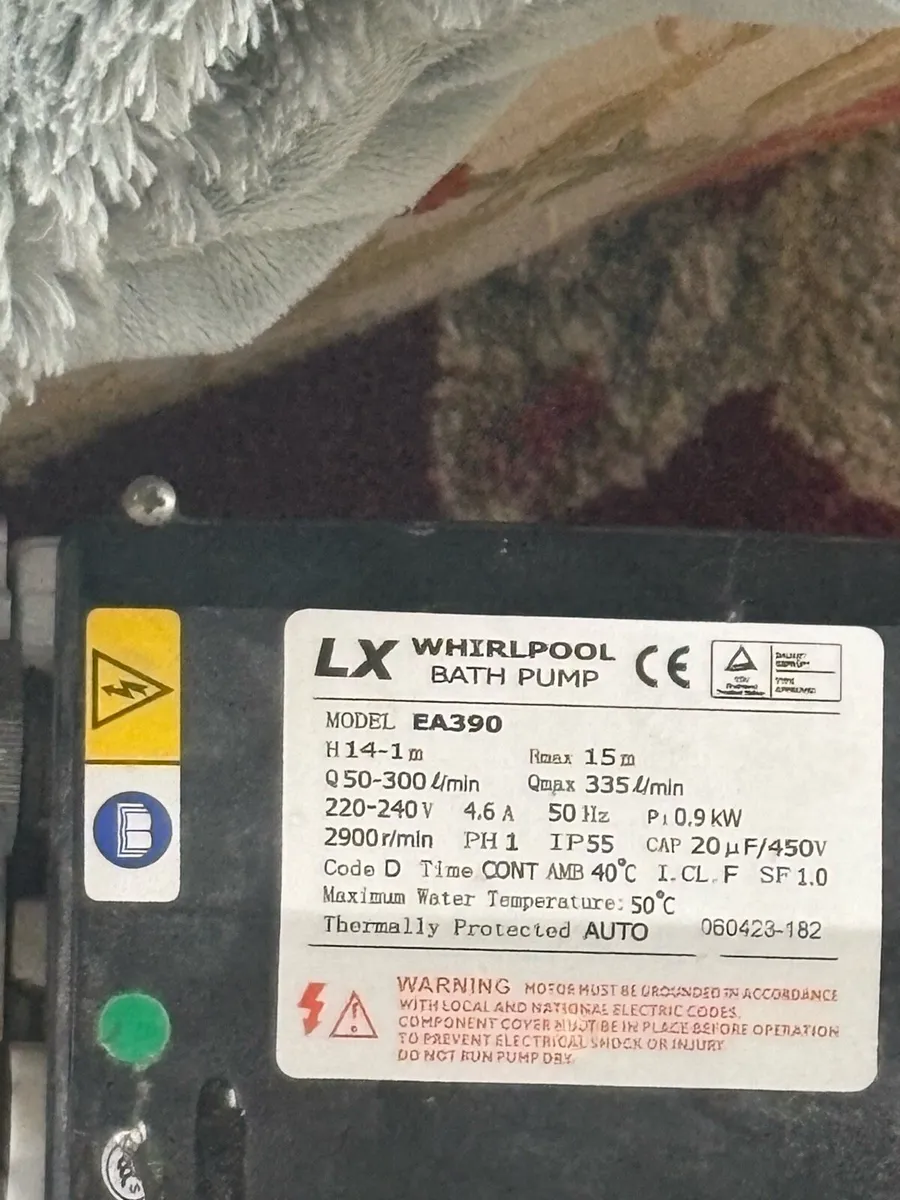 LX WHIRLPOOL
BATH PUMP
CE
MODEL EA390
H 14-1 m Rmax 15 m
Q 50-300 ℓ/min Qmax 335 ℓ/min
220-240 V 4,6 A 50 Hz P1 0,9 kW
2900 r/min PH 1 IP55 CAP 20 μF/450V
Code D Time CONT AMB 40°C I.CL.F SF 1.0
Maximum Water Temperature: 50°C
Thermally Protected AUTO 060423-182
WARNING MOTOR MUST BE GROUNDED IN ACCORDANCE
WITH LOCAL AND NATIONAL ELECTRIC CODES.
COMPONENT COVER MUST BE IN PLACE BEFORE OPERATION
TO PREVENT ELECTRICAL SHOCK OR INJURY
DO NOT RUN PUMP DRY